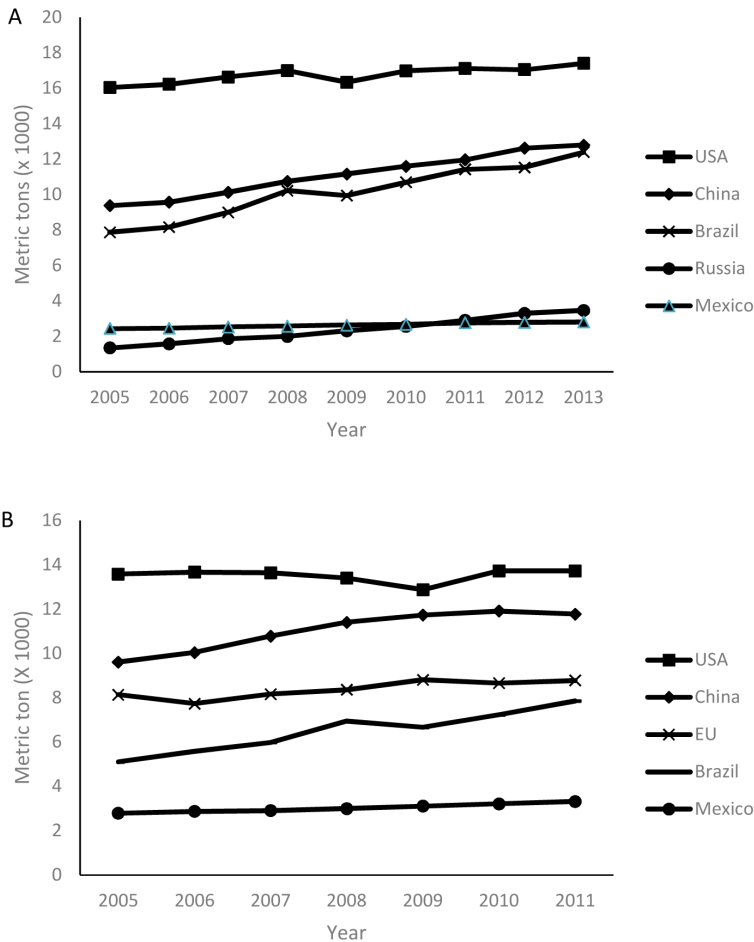 A
20
18
16
14
12
10
8
6
4
2
0
Metric tons (x 1000)
2005 2006 2007 2008 2009 2010 2011 2012 2013
Year
USA
China
Brazil
Russia
Mexico
B
16
14
12
10
8
6
4
2
0
Metric ton (X 1000)
2005 2006 2007 2008 2009 2010 2011
Year
USA
China
EU
Brazil
Mexico